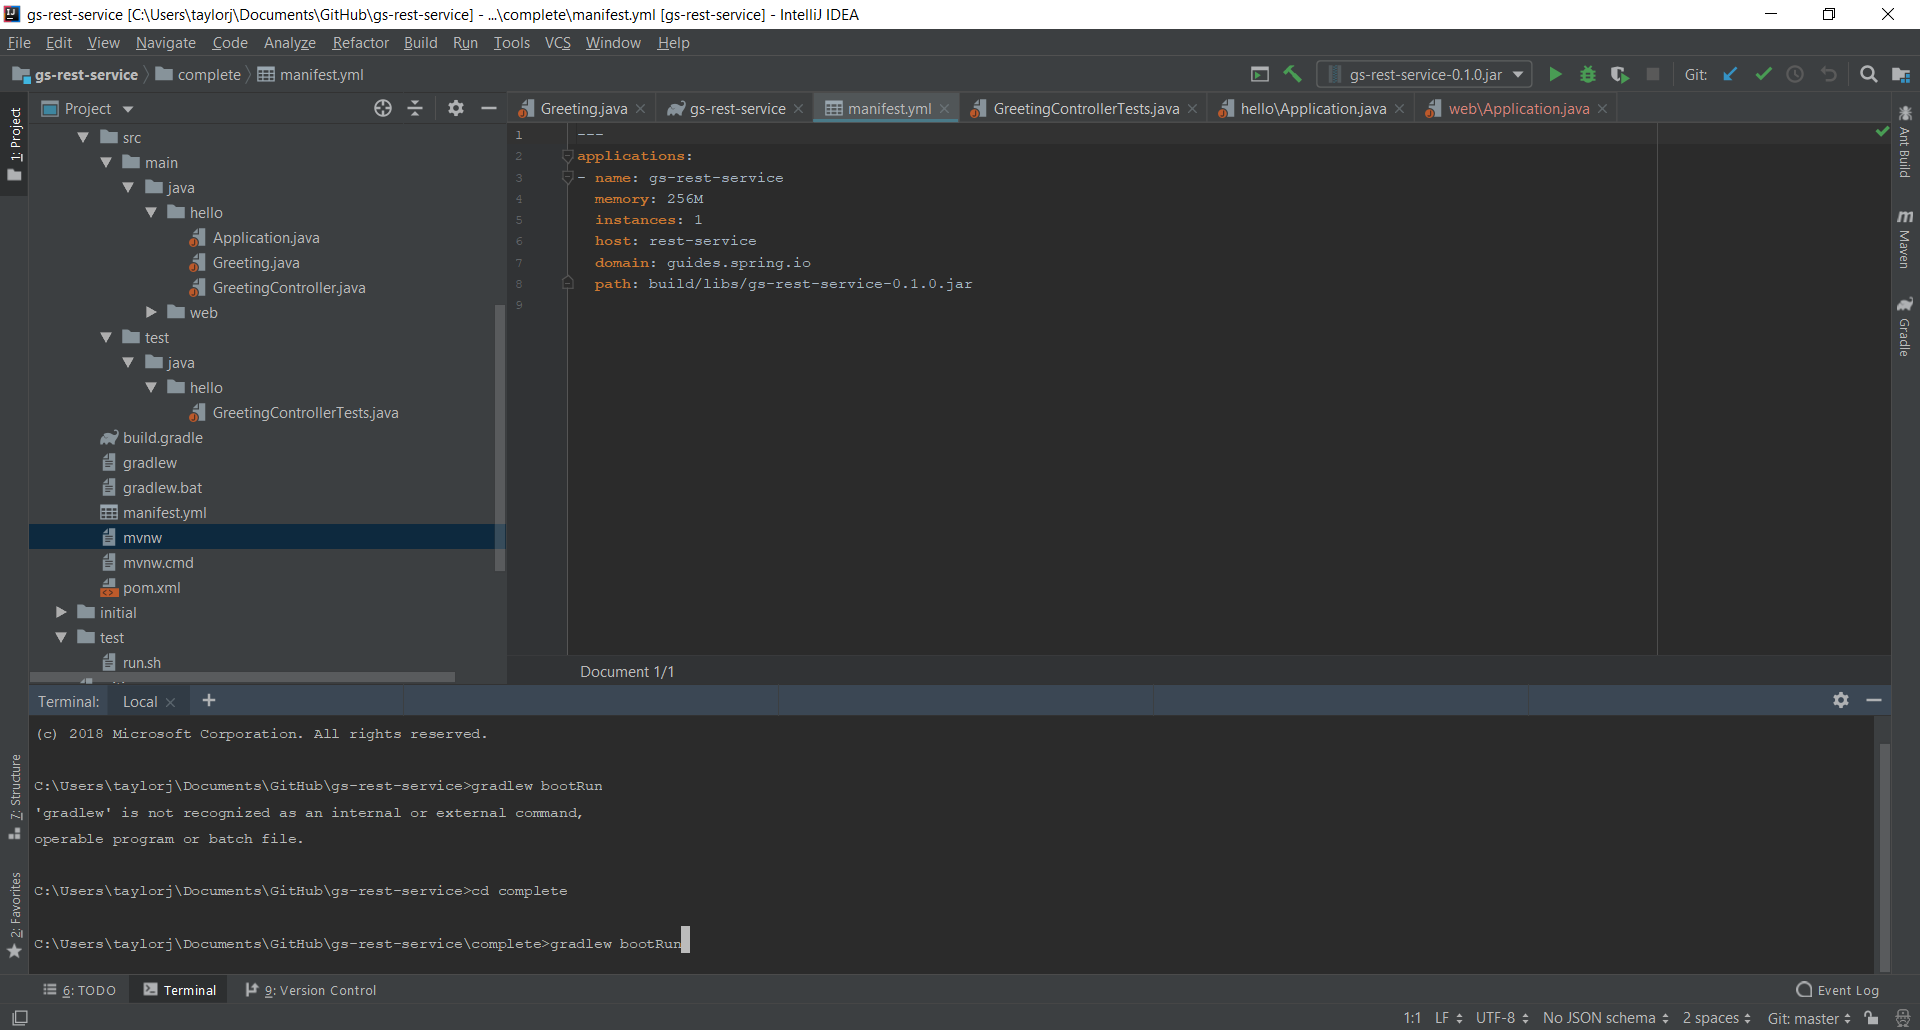 gs-rest-service [C:\Users\taylorj\Documents\GitHub\gs-rest-service] - ...\complete\manifest.yml [gs-rest-service] - IntelliJ IDEA
File Edit View Navigate Code Analyze Refactor Build Run Tools VCS Window Help
gs-rest-service complete manifest.yml gs-rest-service-0.1.0.jar Git:
Project
Greeting.java gs-rest-service manifest.yml GreetingControllerTests.java hello\Application.java web\Application.java
1: Project
src
main
java
hello
Application.java
Greeting.java
GreetingController.java
web
test
java
hello
GreetingControllerTests.java
build.gradle
gradlew
gradlew.bat
manifest.yml
mvnw
mvnw.cmd
pom.xml
initial
test
run.sh
1 ---
2 applications:
3 - name: gs-rest-service
4 memory: 256M
5 instances: 1
6 host: rest-service
7 domain: guides.spring.io
8 path: build/libs/gs-rest-service-0.1.0.jar
9
Document 1/1
Ant Build
Maven
Gradle
Terminal: Local
(c) 2018 Microsoft Corporation. All rights reserved.
C:\Users\taylorj\Documents\GitHub\gs-rest-service>gradlew bootRun
'gradlew' is not recognized as an internal or external command,
operable program or batch file.
C:\Users\taylorj\Documents\GitHub\gs-rest-service>cd complete
C:\Users\taylorj\Documents\GitHub\gs-rest-service\complete>gradlew bootRun
7: Structure
2: Favorites
6: TODO Terminal 9: Version Control Event Log
1:1 LF UTF-8 No JSON schema 2 spaces Git: master